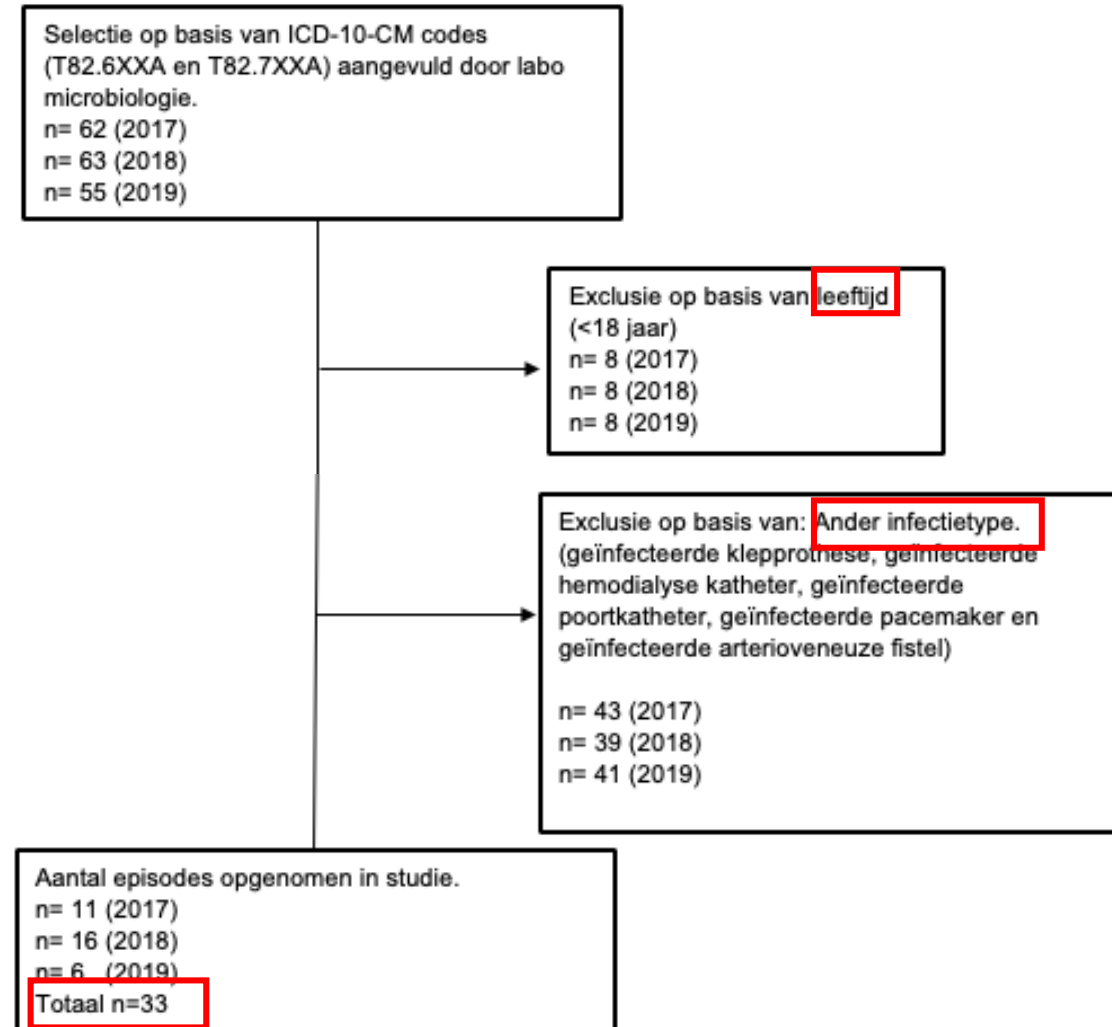 Selectie op basis van ICD-10-CM codes
(T82.6XXA en T82.7XXA) aangevuld door labo
microbiologie.
n= 62 (2017)
n= 63 (2018)
n= 55 (2019)
Exclusie op basis van leeftijd
(<18 jaar)
n= 8 (2017)
n= 8 (2018)
n= 8 (2019)
Exclusie op basis van: Ander infectietype.
(geïnfecteerde klepprothese, geïnfecteerde
hemodialyse katheter, geïnfecteerde
poortkatheter, geïnfecteerde pacemaker en
geïnfecteerde arterioveneuze fistel)
n= 43 (2017)
n= 39 (2018)
n= 41 (2019)
Aantal episodes opgenomen in studie.
n= 11 (2017)
n= 16 (2018)
n= 6 (2019)
Totaal n=33